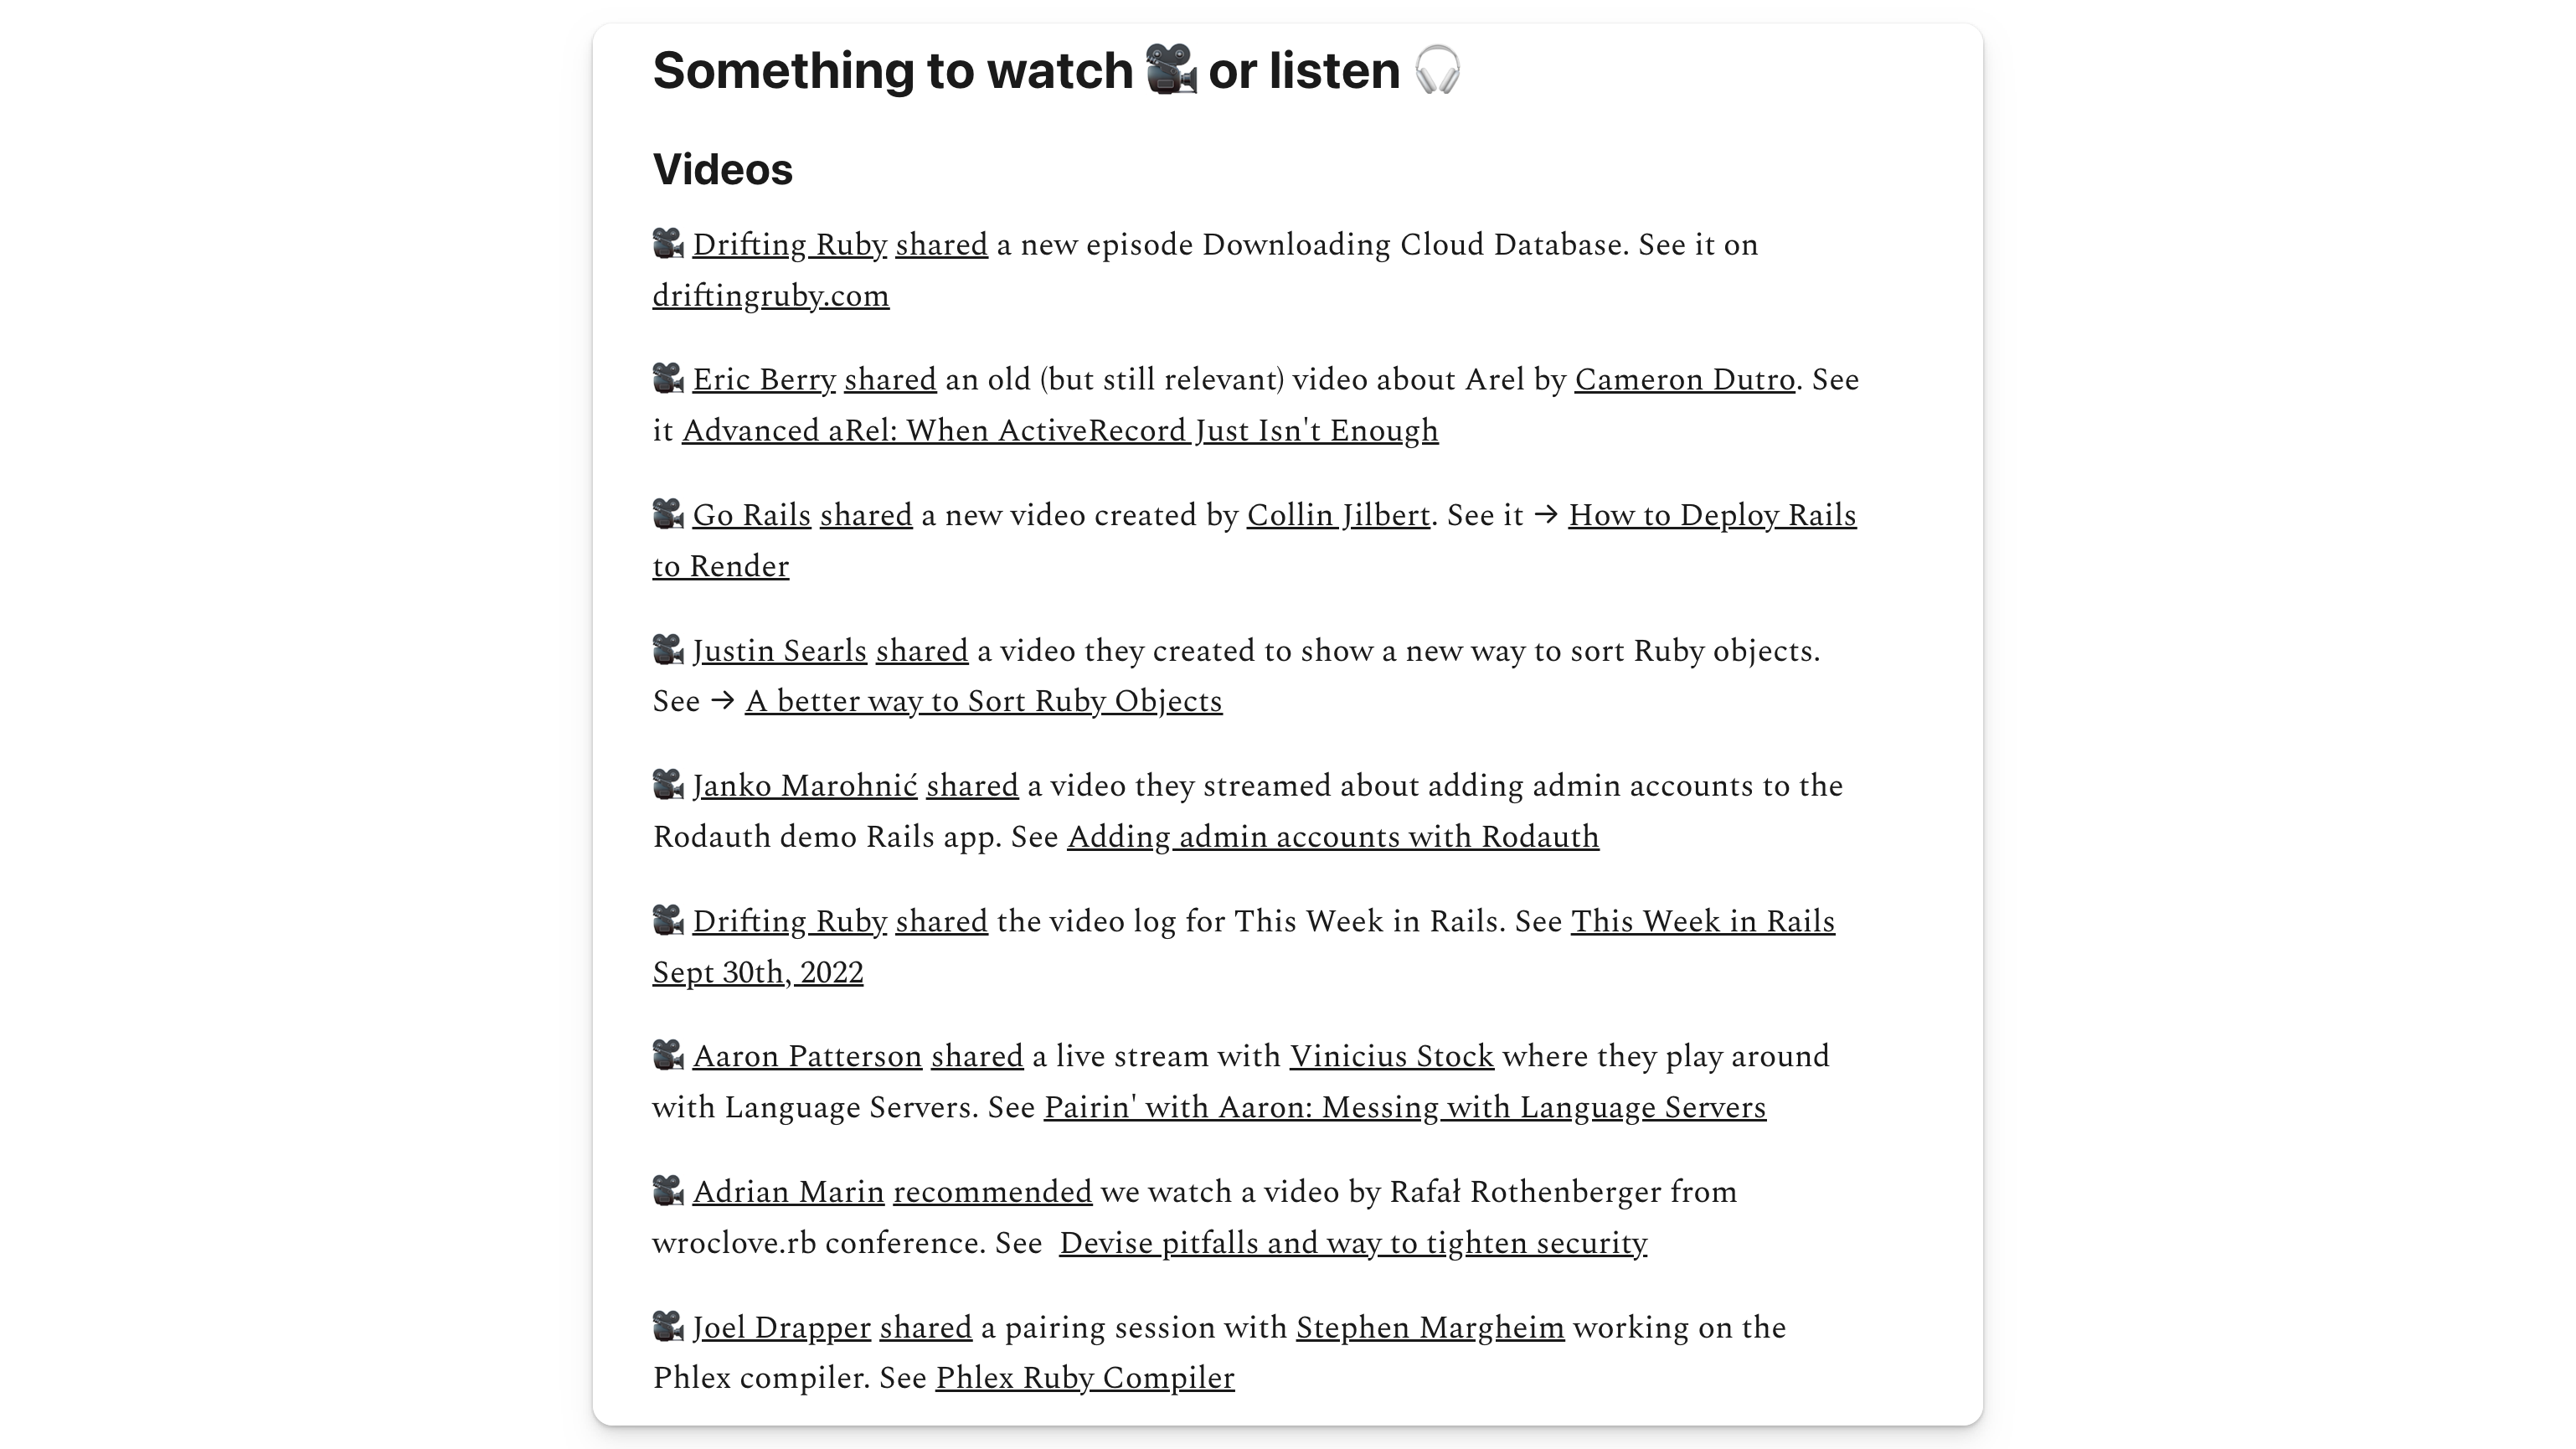 Something to watch 🎥 or listen 🎧
Videos
🎥 Drifting Ruby shared a new episode Downloading Cloud Database. See it on
driftingruby.com
🎥 Eric Berry shared an old (but still relevant) video about Arel by Cameron Dutro. See
it Advanced aRel: When ActiveRecord Just Isn't Enough
🎥 Go Rails shared a new video created by Collin Jilbert. See it → How to Deploy Rails
to Render
🎥 Justin Searls shared a video they created to show a new way to sort Ruby objects.
See → A better way to Sort Ruby Objects
🎥 Janko Marohnić shared a video they streamed about adding admin accounts to the
Rodauth demo Rails app. See Adding admin accounts with Rodauth
🎥 Drifting Ruby shared the video log for This Week in Rails. See This Week in Rails
Sept 30th, 2022
🎥 Aaron Patterson shared a live stream with Vinicius Stock where they play around
with Language Servers. See Pairin' with Aaron: Messing with Language Servers
🎥 Adrian Marin recommended we watch a video by Rafał Rothenberger from
wroclove.rb conference. See Devise pitfalls and way to tighten security
🎥 Joel Drapper shared a pairing session with Stephen Margheim working on the
Phlex compiler. See Phlex Ruby Compiler